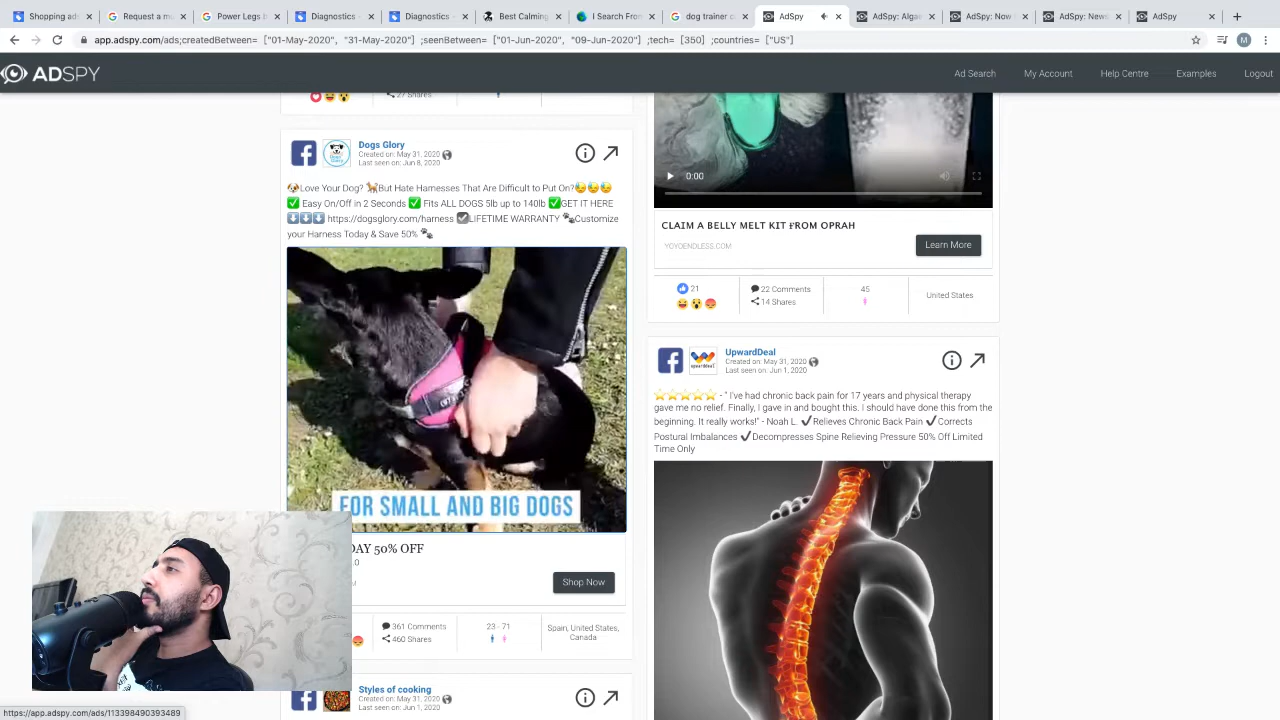 Shopping ads
Request a mu
Power Legs h
Diagnostics -
Diagnostics -
Best Calming
I Search From
dog trainer c
AdSpy
AdSpy: Algae
AdSpy: Now
AdSpy: News
AdSpy
app.adspy.com/ads;createdBetween= ["01-May-2020", "31-May-2020"] ;seenBetween= ["01-Jun-2020", "09-Jun-2020"] ;tech= [350] ;countries= ["US"]
M
ADSPY
Ad Search
My Account
Help Centre
Examples
Logout
27 Shares
Dogs Glory
Created on: May 31, 2020
Last seen on: Jun 8, 2020
🐶Love Your Dog? 🐕But Hate Harnesses That Are Difficult to Put On?😓😓😓
✅ Easy On/Off in 2 Seconds ✅ Fits ALL DOGS 5lb up to 140lb ✅GET IT HERE
⬇️⬇️⬇️ https://dogsglory.com/harness ☑️LIFETIME WARRANTY 🐾Customize
your Harness Today & Save 50% 🐾
FOR SMALL AND BIG DOGS
DAY 50% OFF
Shop Now
361 Comments
460 Shares
23 - 71
Spain, United States,
Canada
Styles of cooking
Created on: May 31, 2020
Last seen on: Jun 1, 2020
0:00
CLAIM A BELLY MELT KIT FROM OPRAH
YOYOENDLESS.COM
Learn More
21
22 Comments
14 Shares
45
United States
UpwardDeal
Created on: May 31, 2020
Last seen on: Jun 1, 2020
⭐⭐⭐⭐⭐ - " I've had chronic back pain for 17 years and physical therapy
gave me no relief. Finally, I gave in and bought this. I should have done this from the
beginning. It really works!" - Noah L. ✔Relieves Chronic Back Pain ✔Corrects
Postural Imbalances ✔Decompresses Spine Relieving Pressure 50% Off Limited
Time Only
https://app.adspy.com/ads/113398490393489